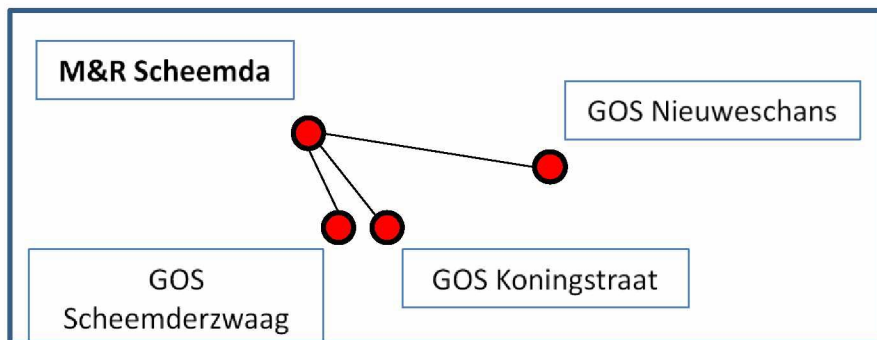 M&R Scheemda
GOS Nieuweschans
GOS
Scheemderzwaag
GOS Koningstraat